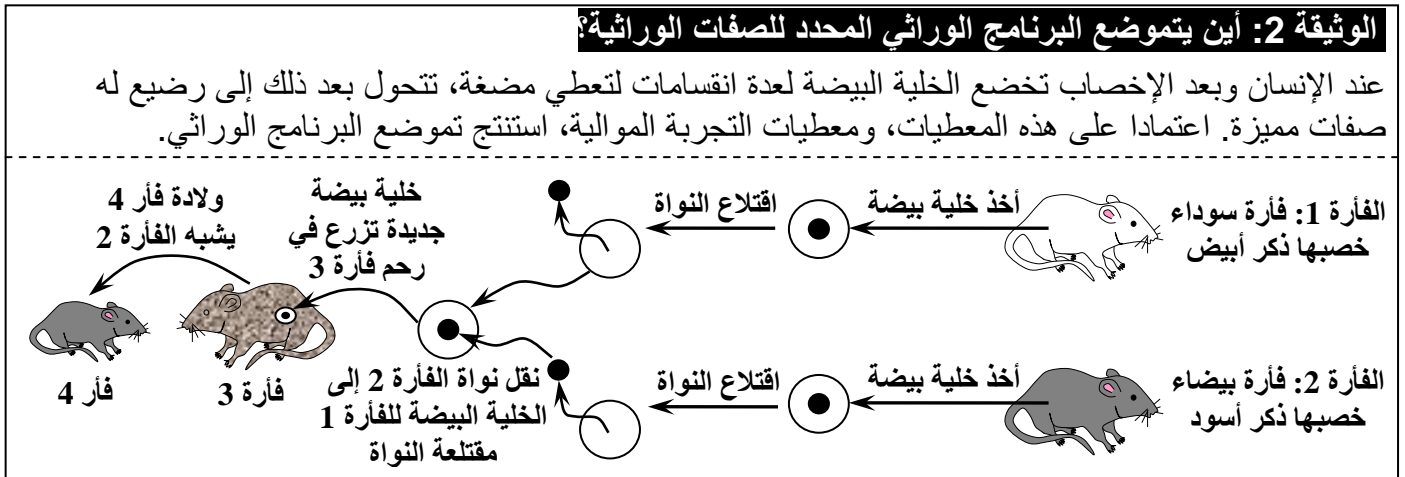 الوثيقة 2: أين يتموضع البرنامج الوراثي المحدد للصفات الوراثية؟
عند الإنسان وبعد الإخصاب تخضع الخلية البيضة لعدة انقسامات لتعطي مضغة، تتحول بعد ذلك إلى رضيع له
صفات مميزة. اعتمادا على هذه المعطيات، ومعطيات التجربة الموالية، استنتج تموضع البرنامج الوراثي.
الفأرة 1: فأرة سوداء
خصبها ذكر أبيض
أخذ خلية بيضة
اقتلاع النواة
خلية بيضة
جديدة تزرع في
رحم فأرة 3
ولادة فأر 4
يشبه الفأرة 2
الفأرة 2: فأرة بيضاء
خصبها ذكر أسود
أخذ خلية بيضة
اقتلاع النواة
نقل نواة الفأرة 2 إلى
الخلية البيضة للفأرة 1
مقتلعة النواة
فأرة 3
فأر 4